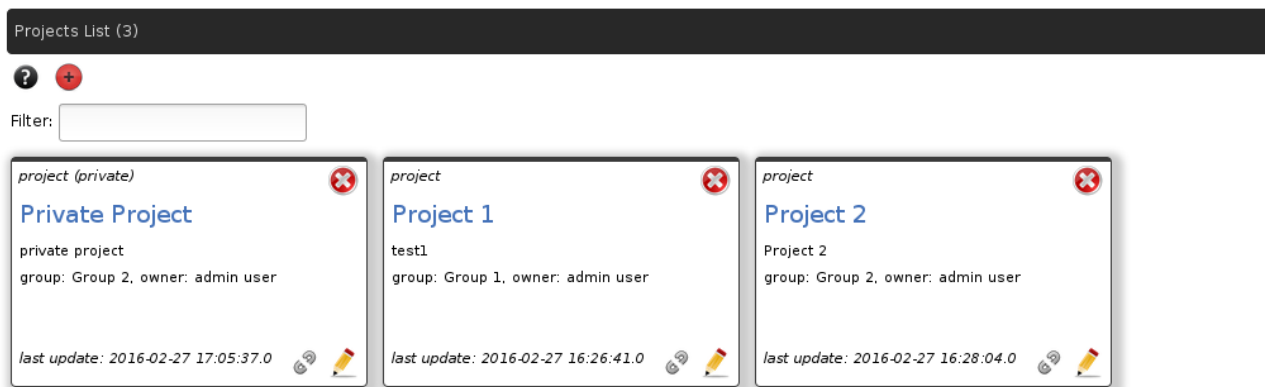 Projects List (3)
?
+
Filter:
project (private)
Private Project
private project
group: Group 2, owner: admin user
last update: 2016-02-27 17:05:37.0
project
Project 1
test1
group: Group 1, owner: admin user
last update: 2016-02-27 16:26:41.0
project
Project 2
Project 2
group: Group 2, owner: admin user
last update: 2016-02-27 16:28:04.0